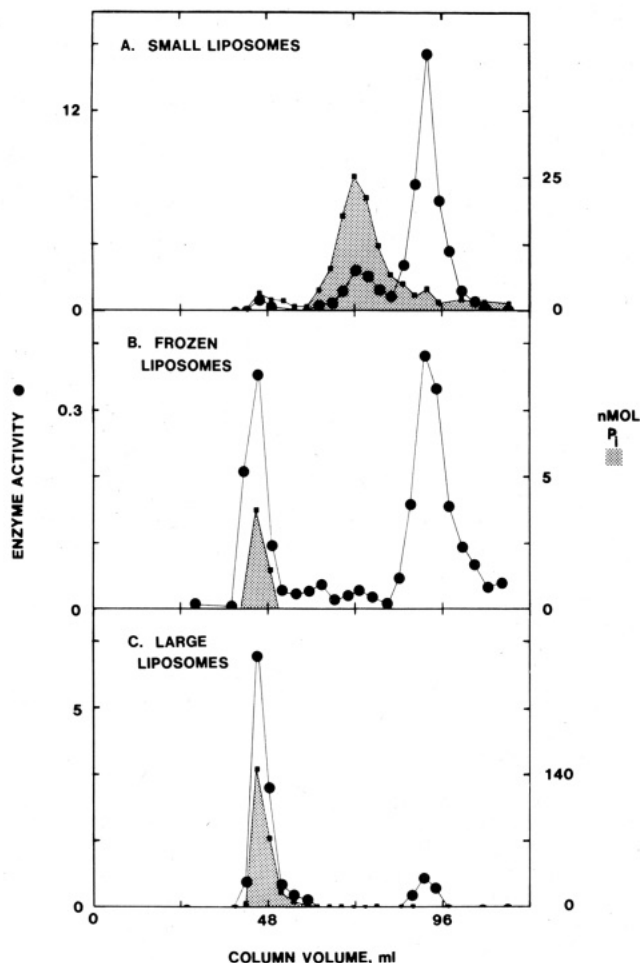 A. SMALL LIPOSOMES
12
25
0
0
B. FROZEN
LIPOSOMES
0.3
5
0
0
nMOL
Pi
ENZYME ACTIVITY
C. LARGE
LIPOSOMES
5
140
0
0
0
48
96
COLUMN VOLUME, ml